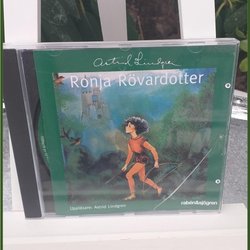 Astrid Lindgren
Ronja Rövardotter
Uppläsare: Astrid Lindgren
rabén&sjögren